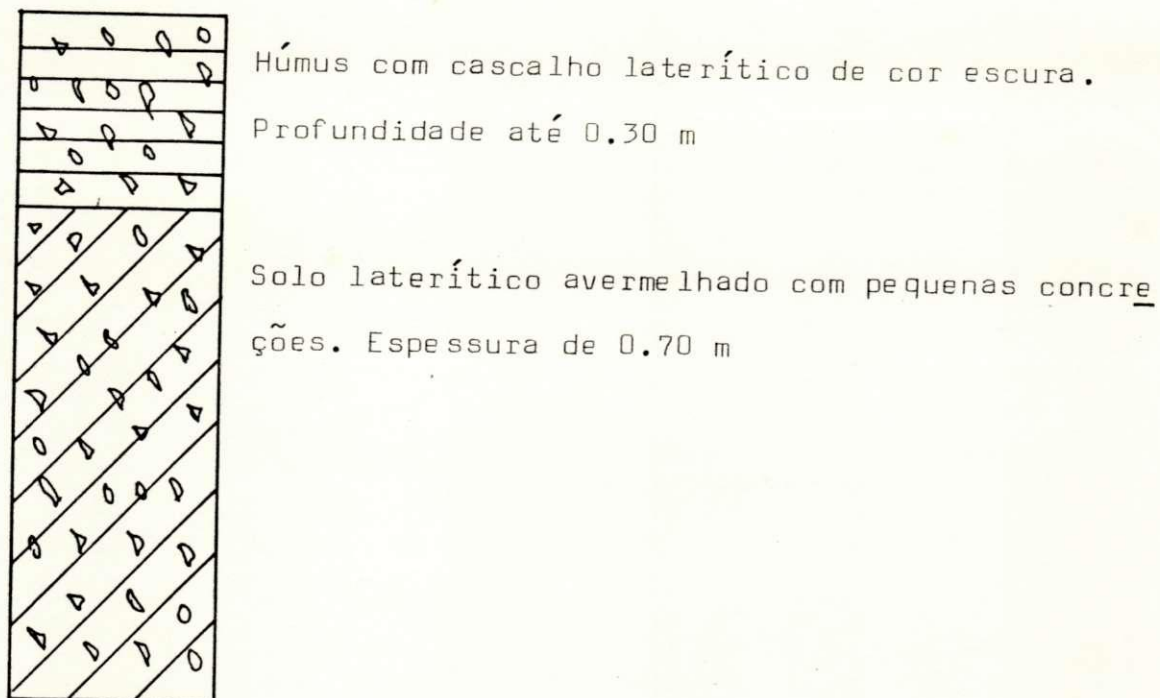 Húmus com cascalho laterítico de cor escura.
Profundidade até 0.30 m
Solo laterítico avermelhado com pequenas concre
ções. Espessura de 0.70 m